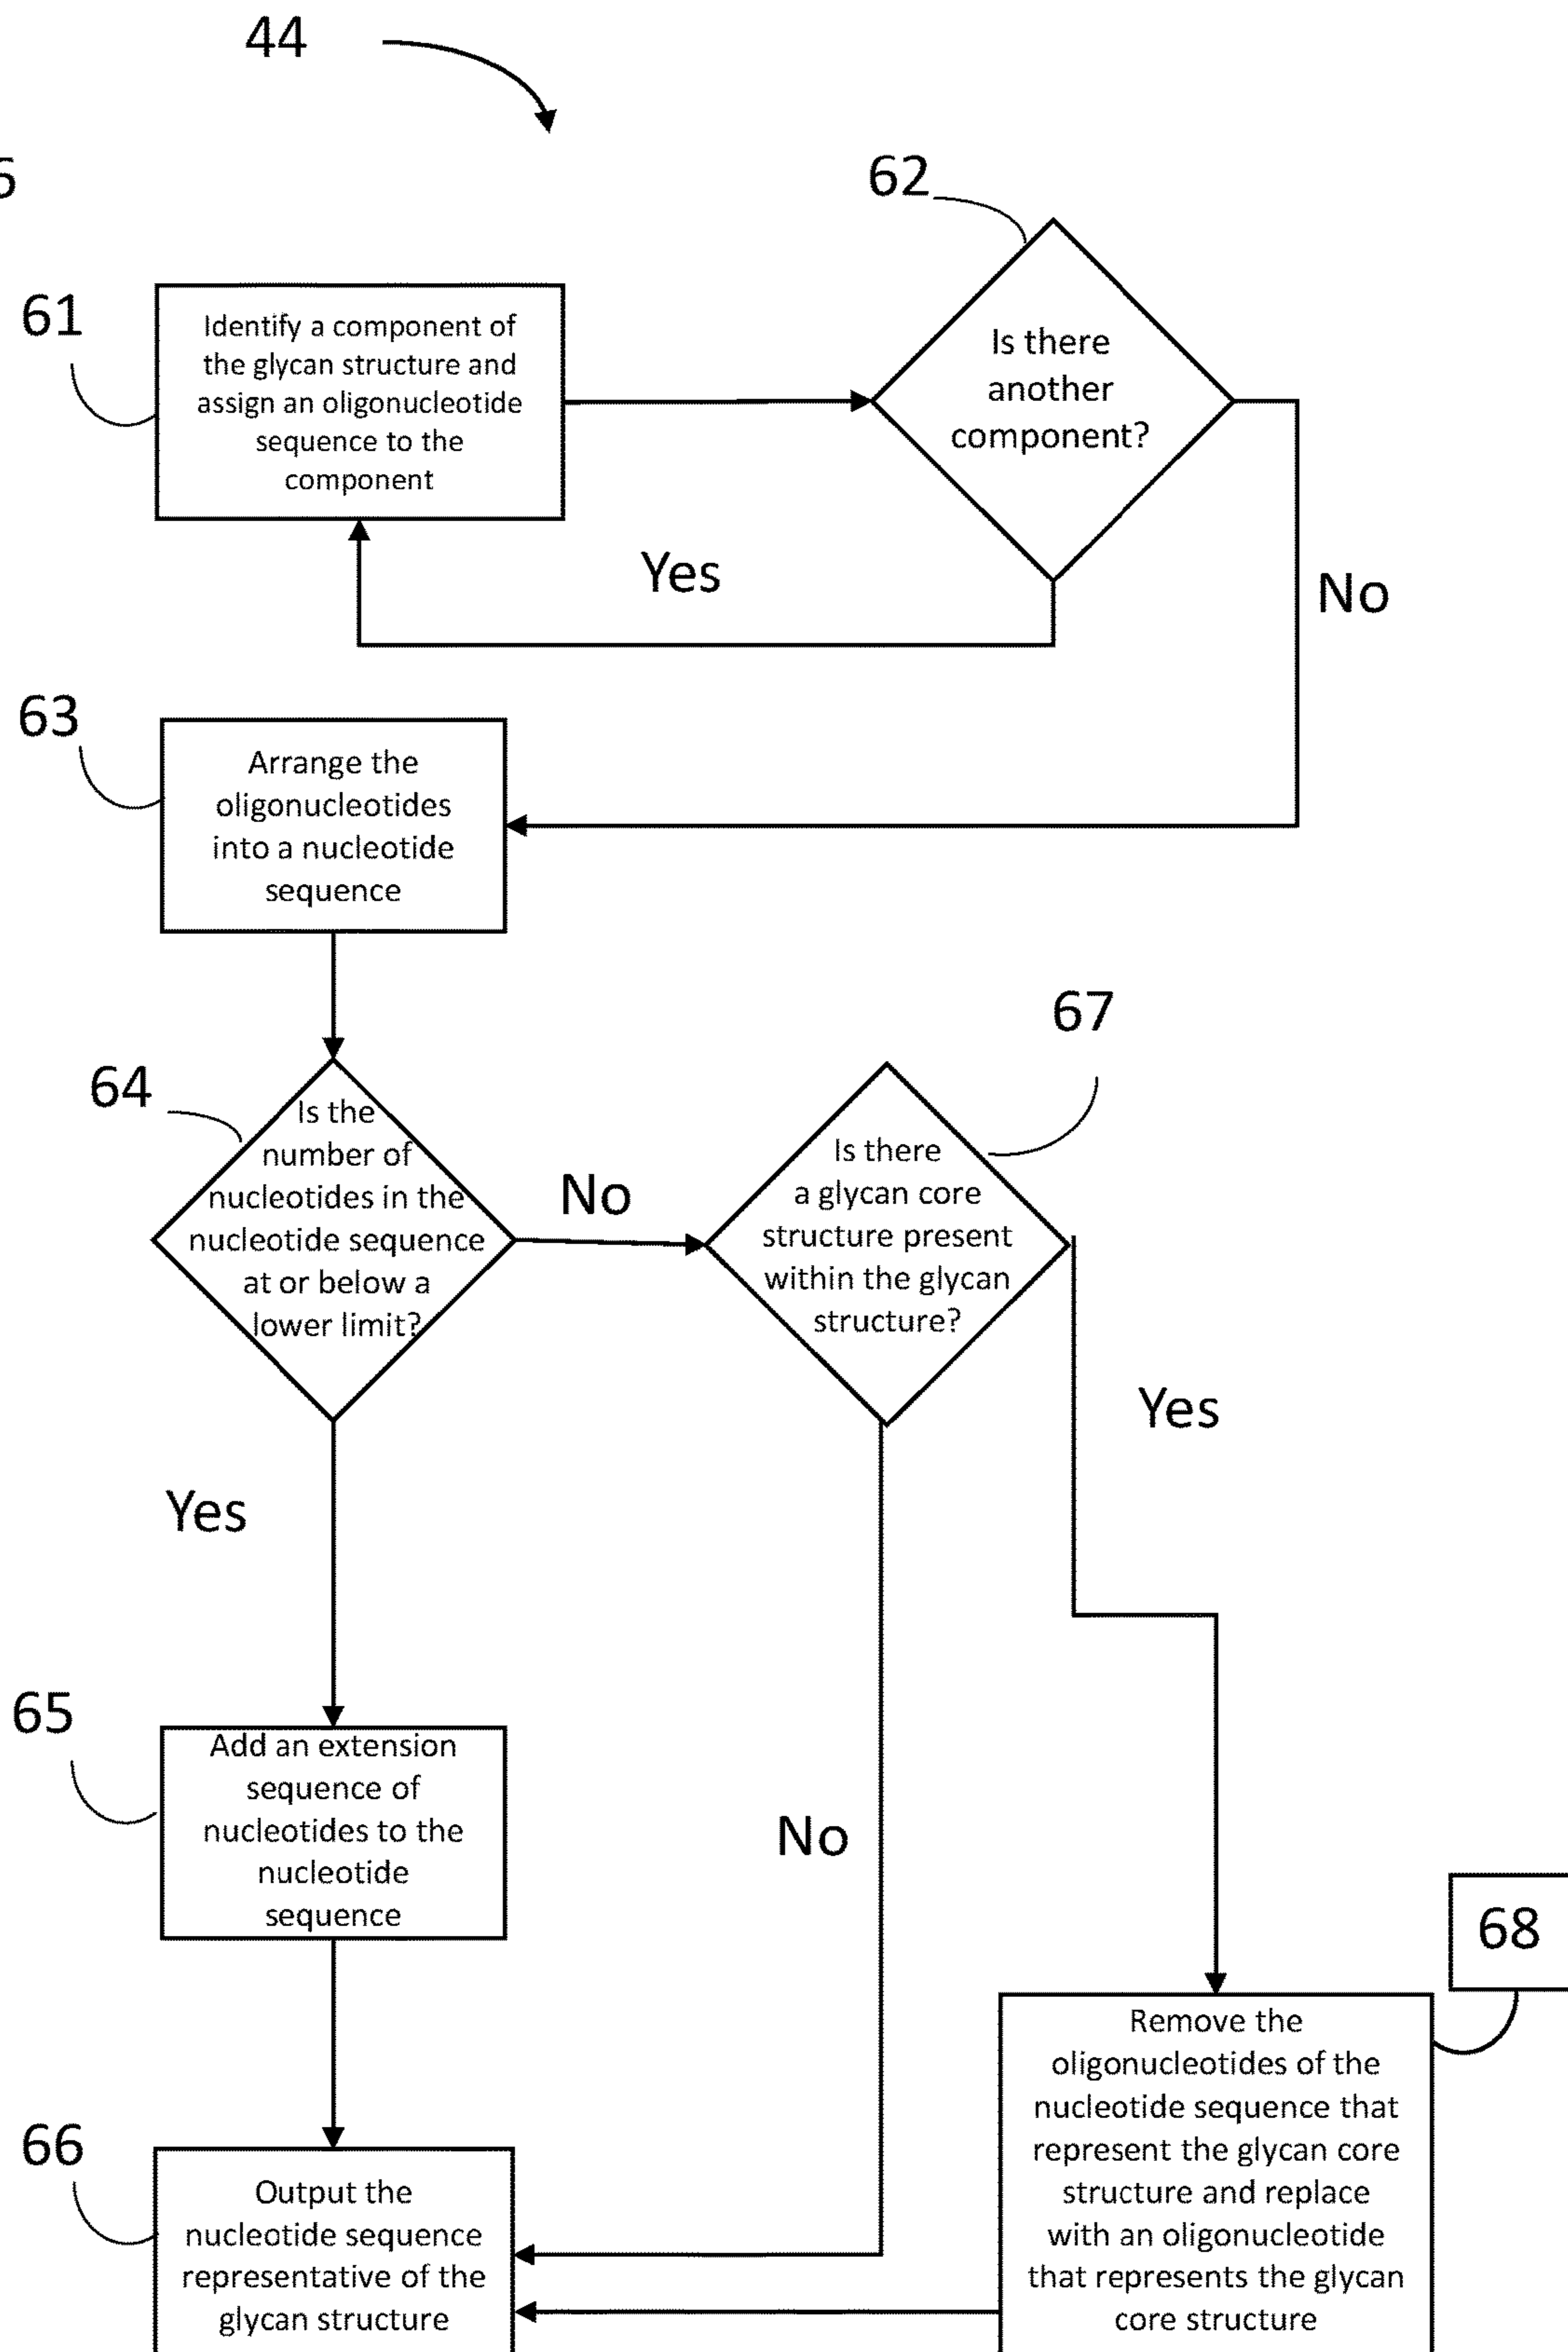 44
62
61
Identify a component of
the glycan structure and
assign an oligonucleotide
sequence to the
component
Is there
another
component?
Yes
No
63
Arrange the
oligonucleotides
into a nucleotide
sequence
67
64
Is the
number of
nucleotides in the
nucleotide sequence
at or below a
lower limit?
No
Is there
a glycan core
structure present
within the glycan
structure?
Yes
Yes
65
Add an extension
sequence of
nucleotides to the
nucleotide
sequence
No
68
Remove the
oligonucleotides of the
nucleotide sequence that
represent the glycan core
structure and replace
with an oligonucleotide
that represents the glycan
core structure
66
Output the
nucleotide sequence
representative of the
glycan structure